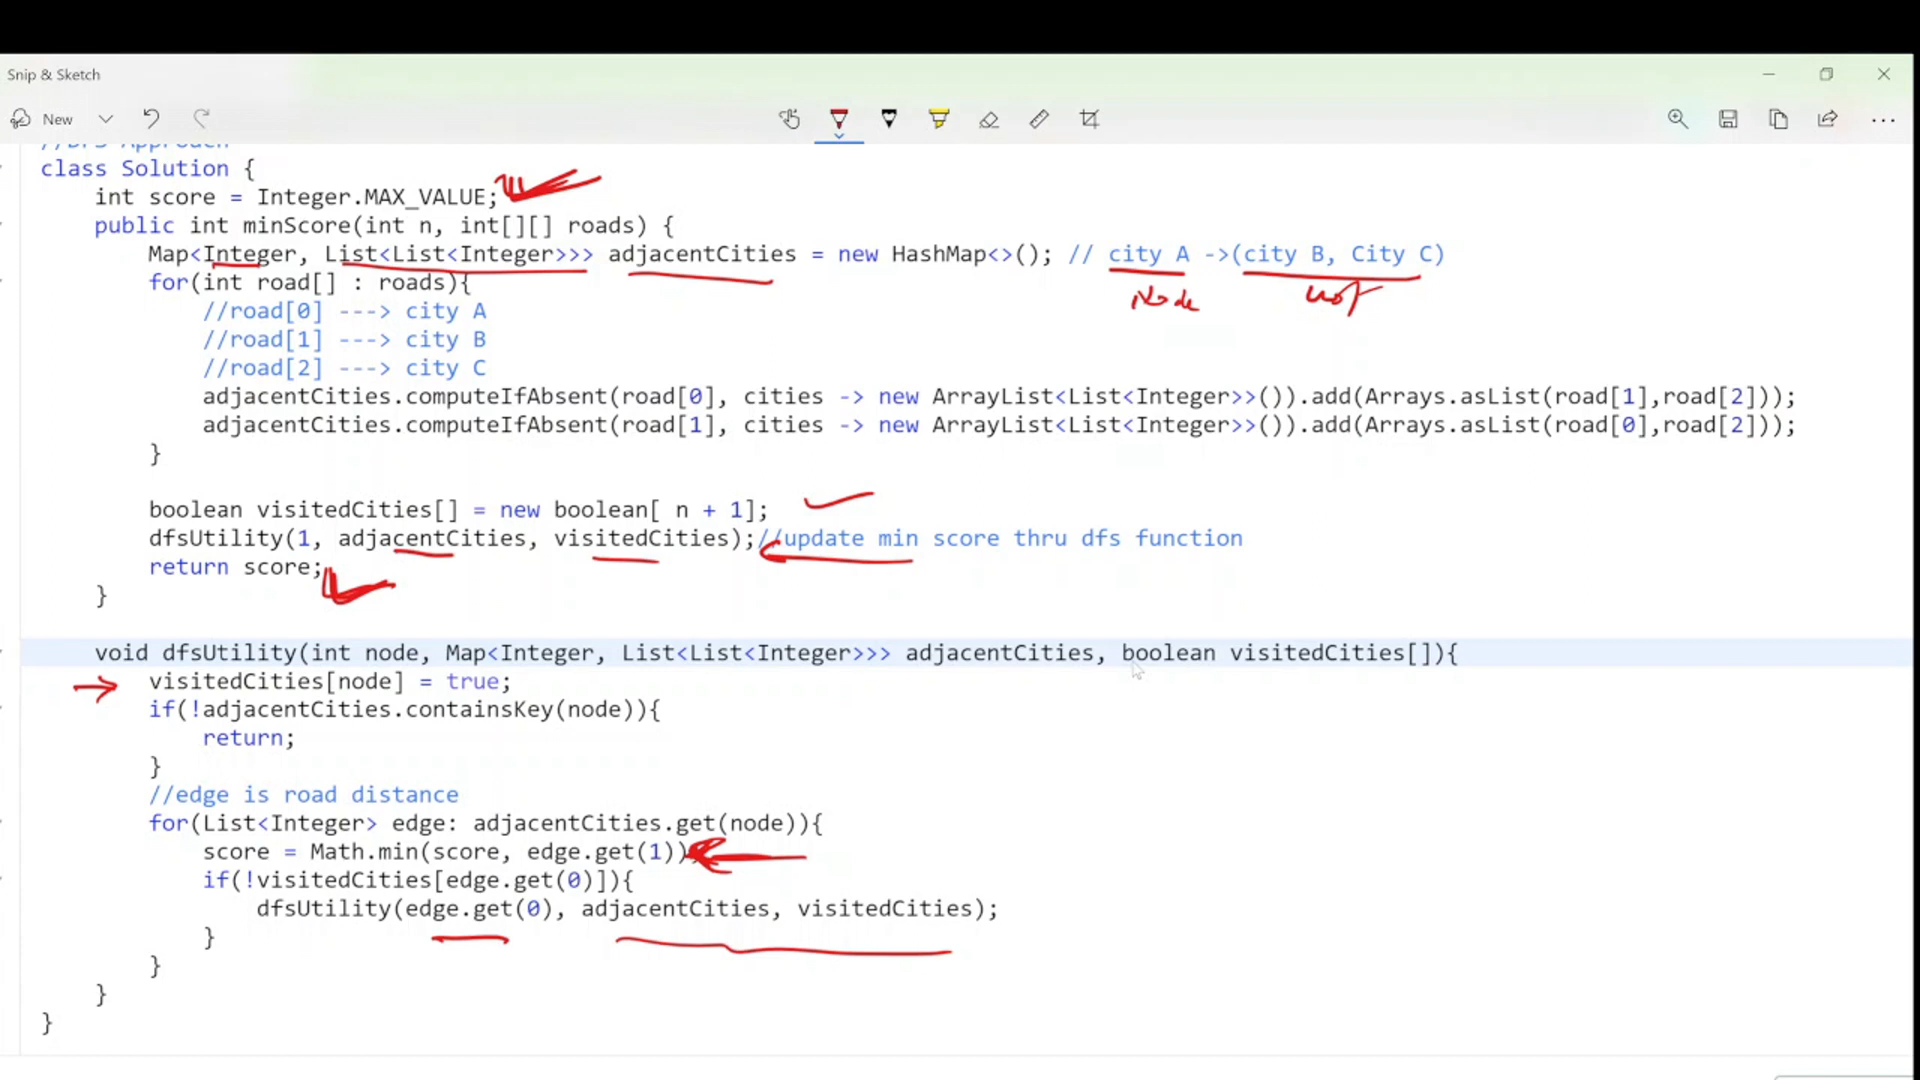 Snip & Sketch
New
//DFS Approach
class Solution {
int score = Integer.MAX_VALUE;
public int minScore(int n, int[][] roads) {
Map<Integer, List<List<Integer>>> adjacentCities = new HashMap<>(); // city A ->(city B, City C)
for(int road[] : roads){
Node
//road[0] ---> city A
//road[1] ---> city B
//road[2] ---> city C
adjacentCities.computeIfAbsent(road[0], cities -> new ArrayList<List<Integer>>()).add(Arrays.asList(road[1],road[2]));
adjacentCities.computeIfAbsent(road[1], cities -> new ArrayList<List<Integer>>()).add(Arrays.asList(road[0],road[2]));
}
boolean visitedCities[] = new boolean[ n + 1];
dfsUtility(1, adjacentCities, visitedCities);//update min score thru dfs function
return score;
}
void dfsUtility(int node, Map<Integer, List<List<Integer>>> adjacentCities, boolean visitedCities[]){
visitedCities[node] = true;
if(!adjacentCities.containsKey(node)){
return;
}
//edge is road distance
for(List<Integer> edge: adjacentCities.get(node)){
score = Math.min(score, edge.get(1))
if(!visitedCities[edge.get(0)]){
dfsUtility(edge.get(0), adjacentCities, visitedCities);
}
}
}
}